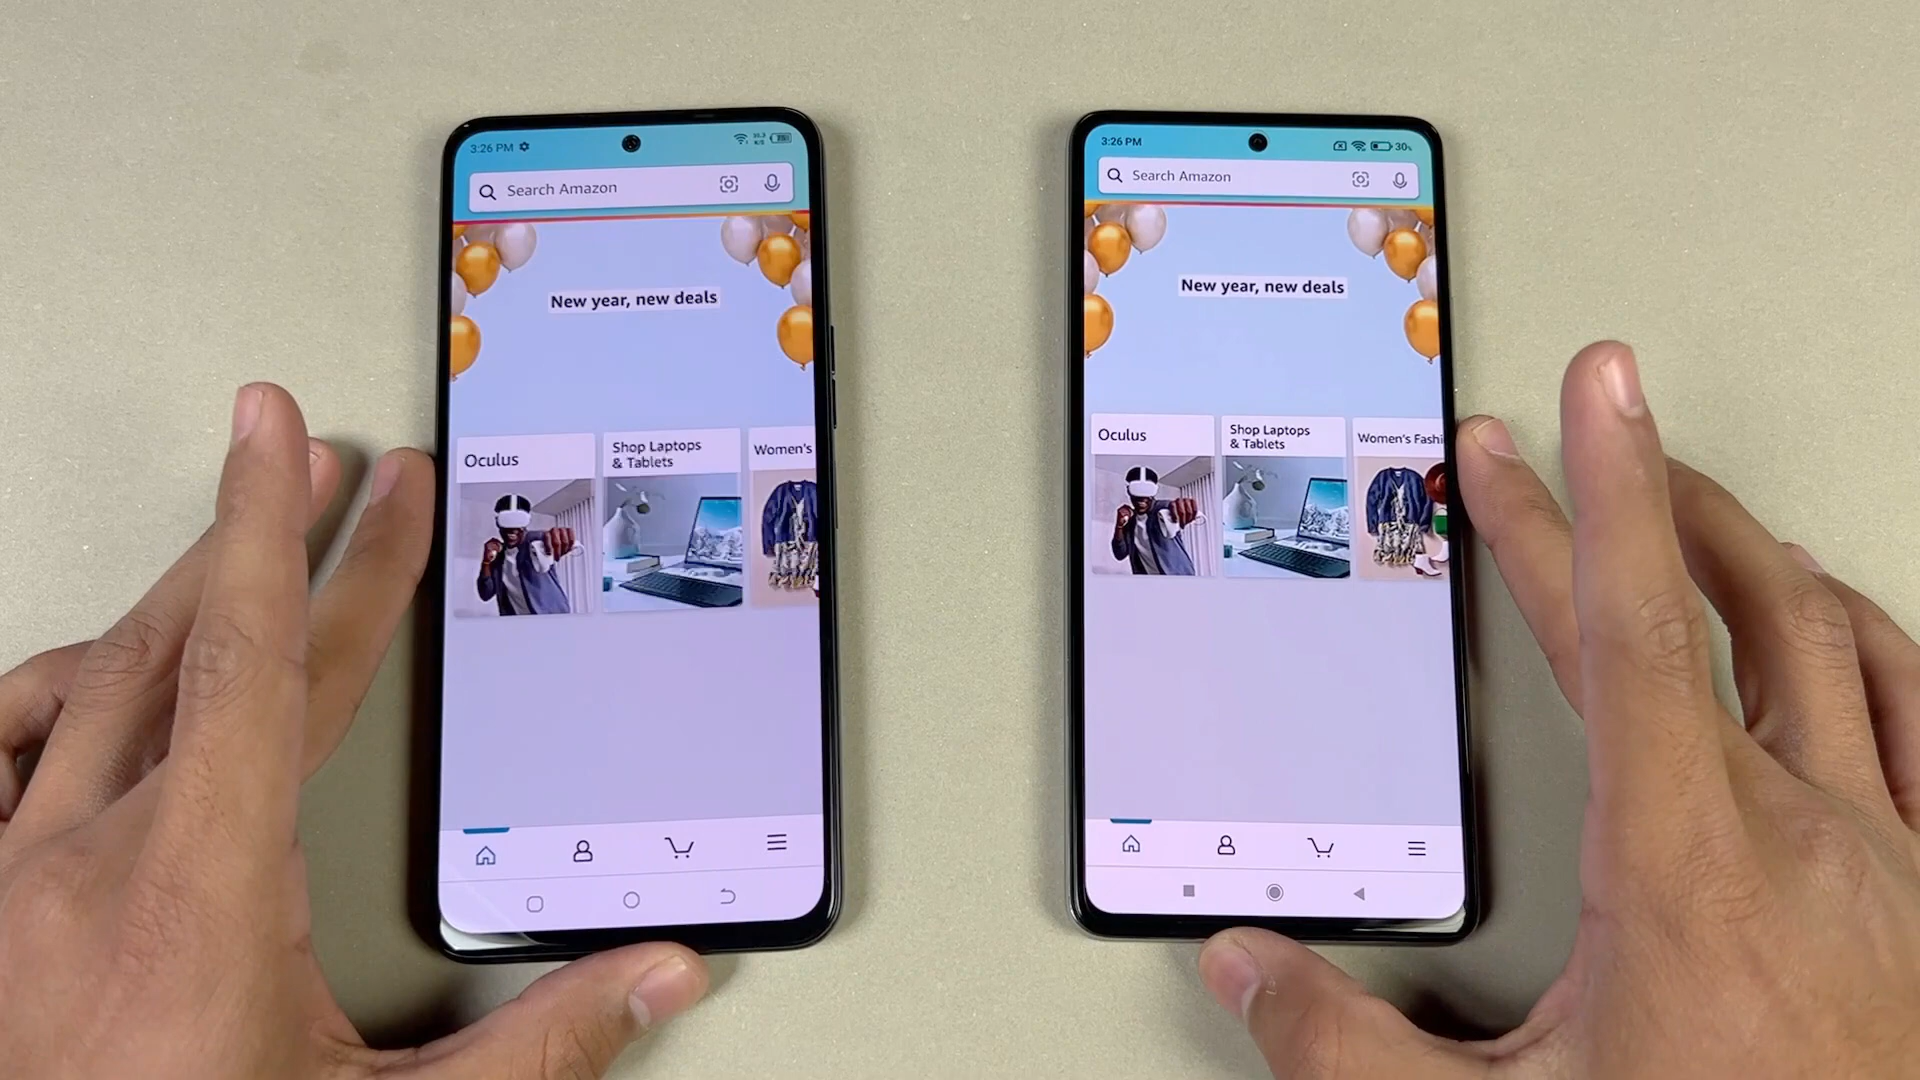 3:26 PM
Search Amazon
New year, new deals
Oculus
Shop Laptops
& Tablets
Women's
3:26 PM
30%
Search Amazon
New year, new deals
Oculus
Shop Laptops
& Tablets
Women's Fashi